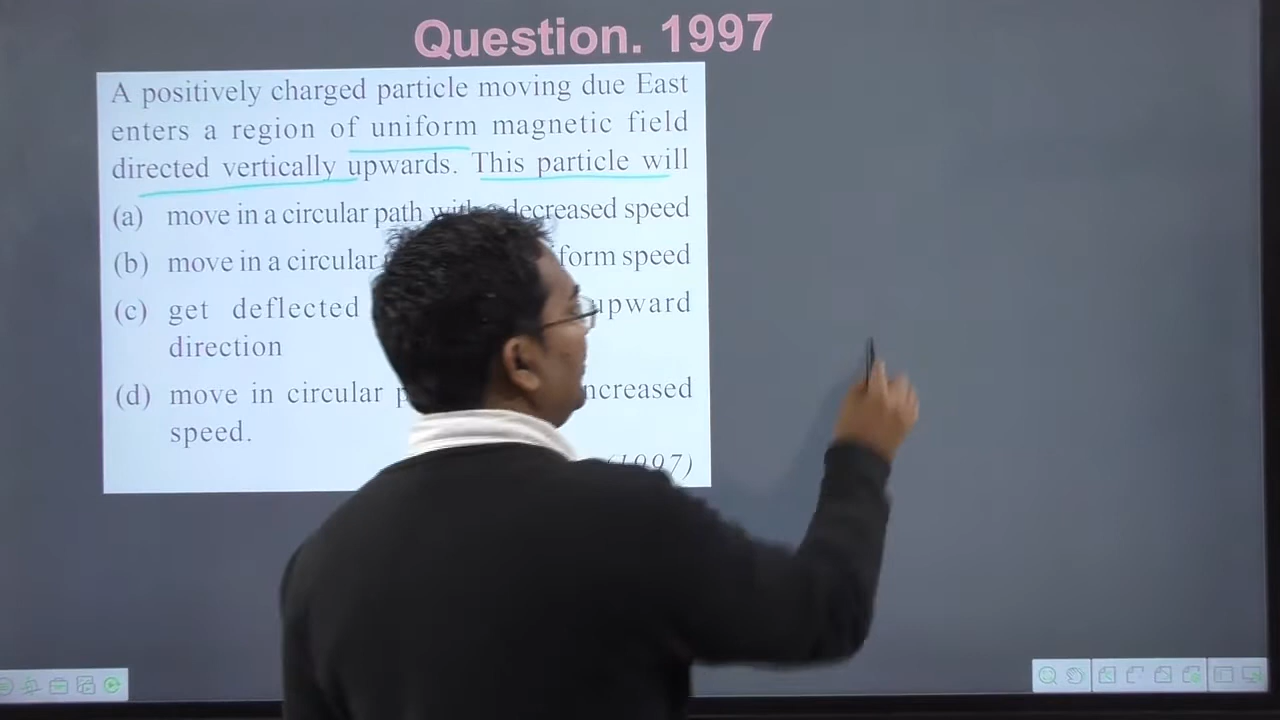 Question. 1997
A positively charged particle moving due East
enters a region of uniform magnetic field
directed vertically upwards. This particle will
(a) move in a circular path with a decreased speed
(b) move in a circular form speed
(c) get deflected upward
direction
(d) move in circular ncreased
speed.
(1997)